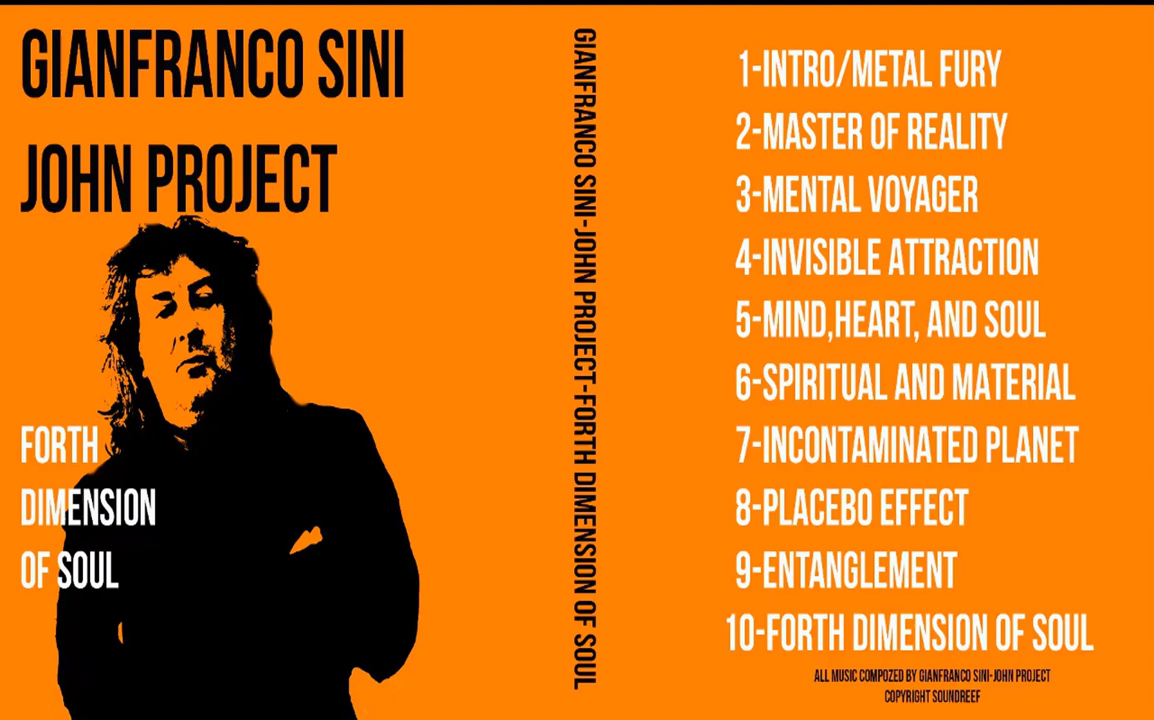 GIANFRANCO SINI
JOHN PROJECT
FORTH
DIMENSION
OF SOUL
GIANFRANCO SINI-JOHN PROJECT-FORTH DIMENSION OF SOUL
1-INTRO/METAL FURY
2-MASTER OF REALITY
3-MENTAL VOYAGER
4-INVISIBLE ATTRACTION
5-MIND,HEART, AND SOUL
6-SPIRITUAL AND MATERIAL
7-INCONTAMINATED PLANET
8-PLACEBO EFFECT
9-ENTANGLEMENT
10-FORTH DIMENSION OF SOUL
ALL MUSIC COMPOZED BY GIANFRANCO SINI-JOHN PROJECT
COPYRIGHT SOUNDREEF